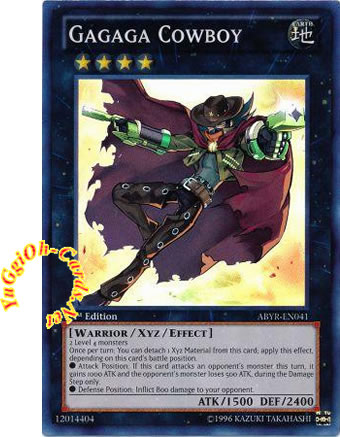 GAGAGA COWBOY
EARTH
地
YuGgiOh-Cards.Net
Edition
ABYR-EN041
[WARRIOR / XYZ / EFFECT]
2 Level 4 monsters
Once per turn: You can detach 1 Xyz Material from this card, apply this effect,
depending on this card's battle position.
● Attack Position: If this card attacks an opponent's monster this turn, it
gains 1000 ATK and the opponent's monster loses 500 ATK, during the Damage
Step only.
● Defense Position: Inflict 800 damage to your opponent.
ATK/1500 DEF/2400
12014404
©1996 KAZUKI TAKAHASHI